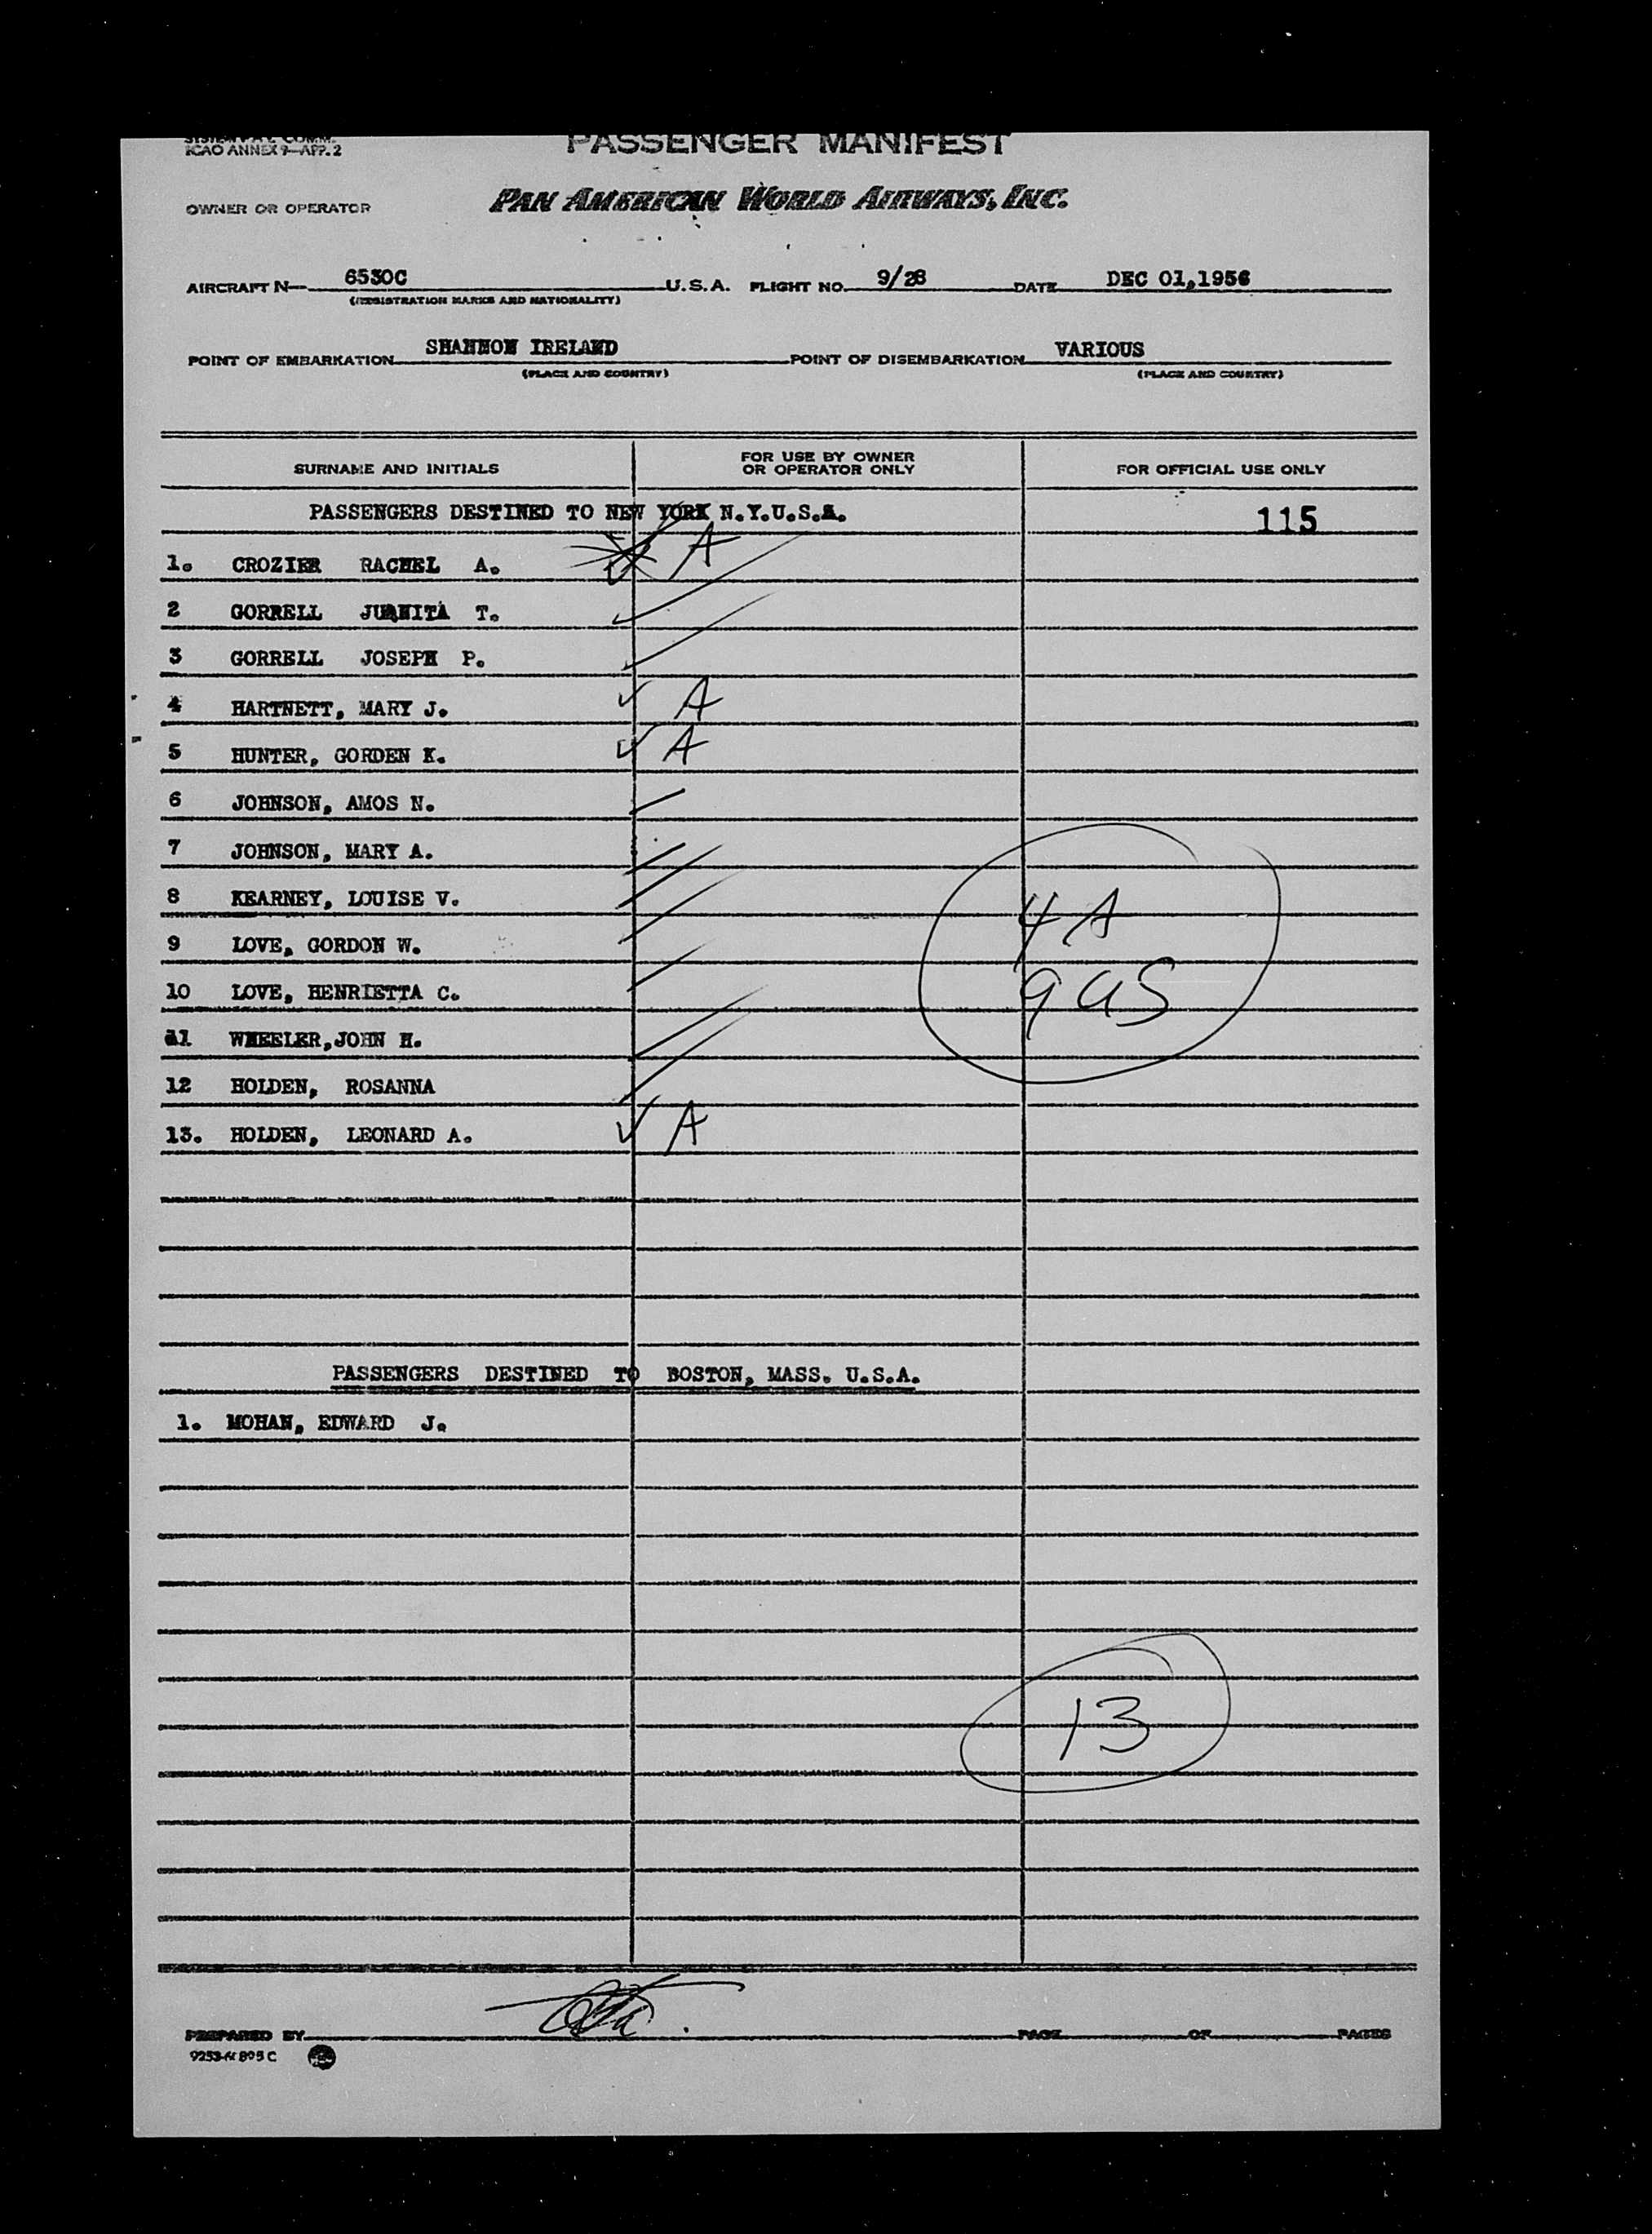 ICAO ANNEX 9—APP. 2
PASSENGER MANIFEST
OWNER OR OPERATOR PAN AMERICAN WORLD AIRWAYS, INC.
AIRCRAFT N— 6530C U.S.A. FLIGHT NO. 9/28 DATE DEC 01,1956
(REGISTRATION MARKS AND NATIONALITY)
POINT OF EMBARKATION SHANNON IRELAND POINT OF DISEMBARKATION VARIOUS
(PLACE AND COUNTRY) (PLACE AND COUNTRY)
SURNAME AND INITIALS FOR USE BY OWNER OR OPERATOR ONLY FOR OFFICIAL USE ONLY
PASSENGERS DESTINED TO NEW YORK N.Y.U.S.A. 115
1. CROZIER RACHEL A. A
2 GORRELL JUANITA T.
3 GORRELL JOSEPH P.
4 HARTNETT, MARY J. A
5 HUNTER, GORDEN K. A
6 JOHNSON, AMOS N.
7 JOHNSON, MARY A.
8 KEARNEY, LOUISE V.
4A
9 LOVE, GORDON W.
10 LOVE, HENRIETTA C.
9 US
11 WHEELER,JOHN H.
12 HOLDEN, ROSANNA
13. HOLDEN, LEONARD A. A
PASSENGERS DESTINED TO BOSTON, MASS. U.S.A.
1. MOHAN, EDWARD J.
13
PREPARED BY PAGE OF PAGES